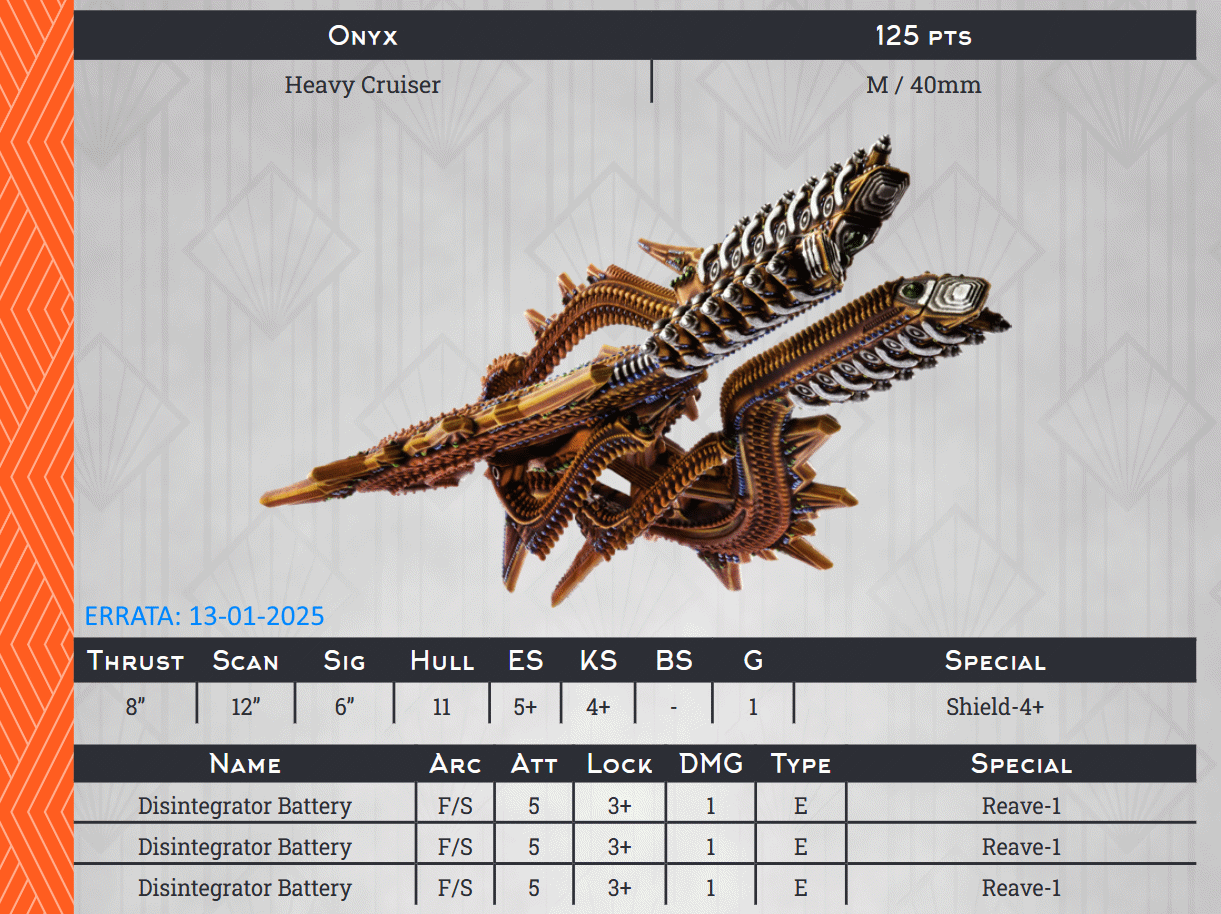 Onyx 125 pts
Heavy Cruiser M / 40mm
ERRATA: 13-01-2025
Thrust Scan Sig Hull ES KS BS G Special
8” 12” 6” 11 5+ 4+ - 1 Shield-4+
Name Arc Att Lock DMG Type Special
Disintegrator Battery F/S 5 3+ 1 E Reave-1
Disintegrator Battery F/S 5 3+ 1 E Reave-1
Disintegrator Battery F/S 5 3+ 1 E Reave-1